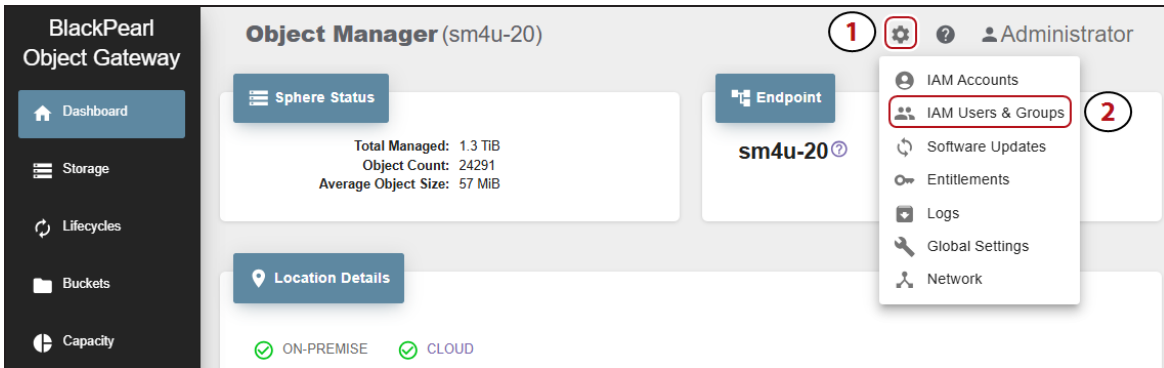 BlackPearl
Object Gateway
Dashboard
Storage
Lifecycles
Buckets
Capacity
Object Manager (sm4u-20)
1
?
Administrator
Sphere Status
Total Managed: 1.3 TiB
Object Count: 24291
Average Object Size: 57 MiB
Endpoint
sm4u-20 ?
IAM Accounts
IAM Users & Groups
2
Software Updates
Entitlements
Logs
Global Settings
Network
Location Details
ON-PREMISE CLOUD